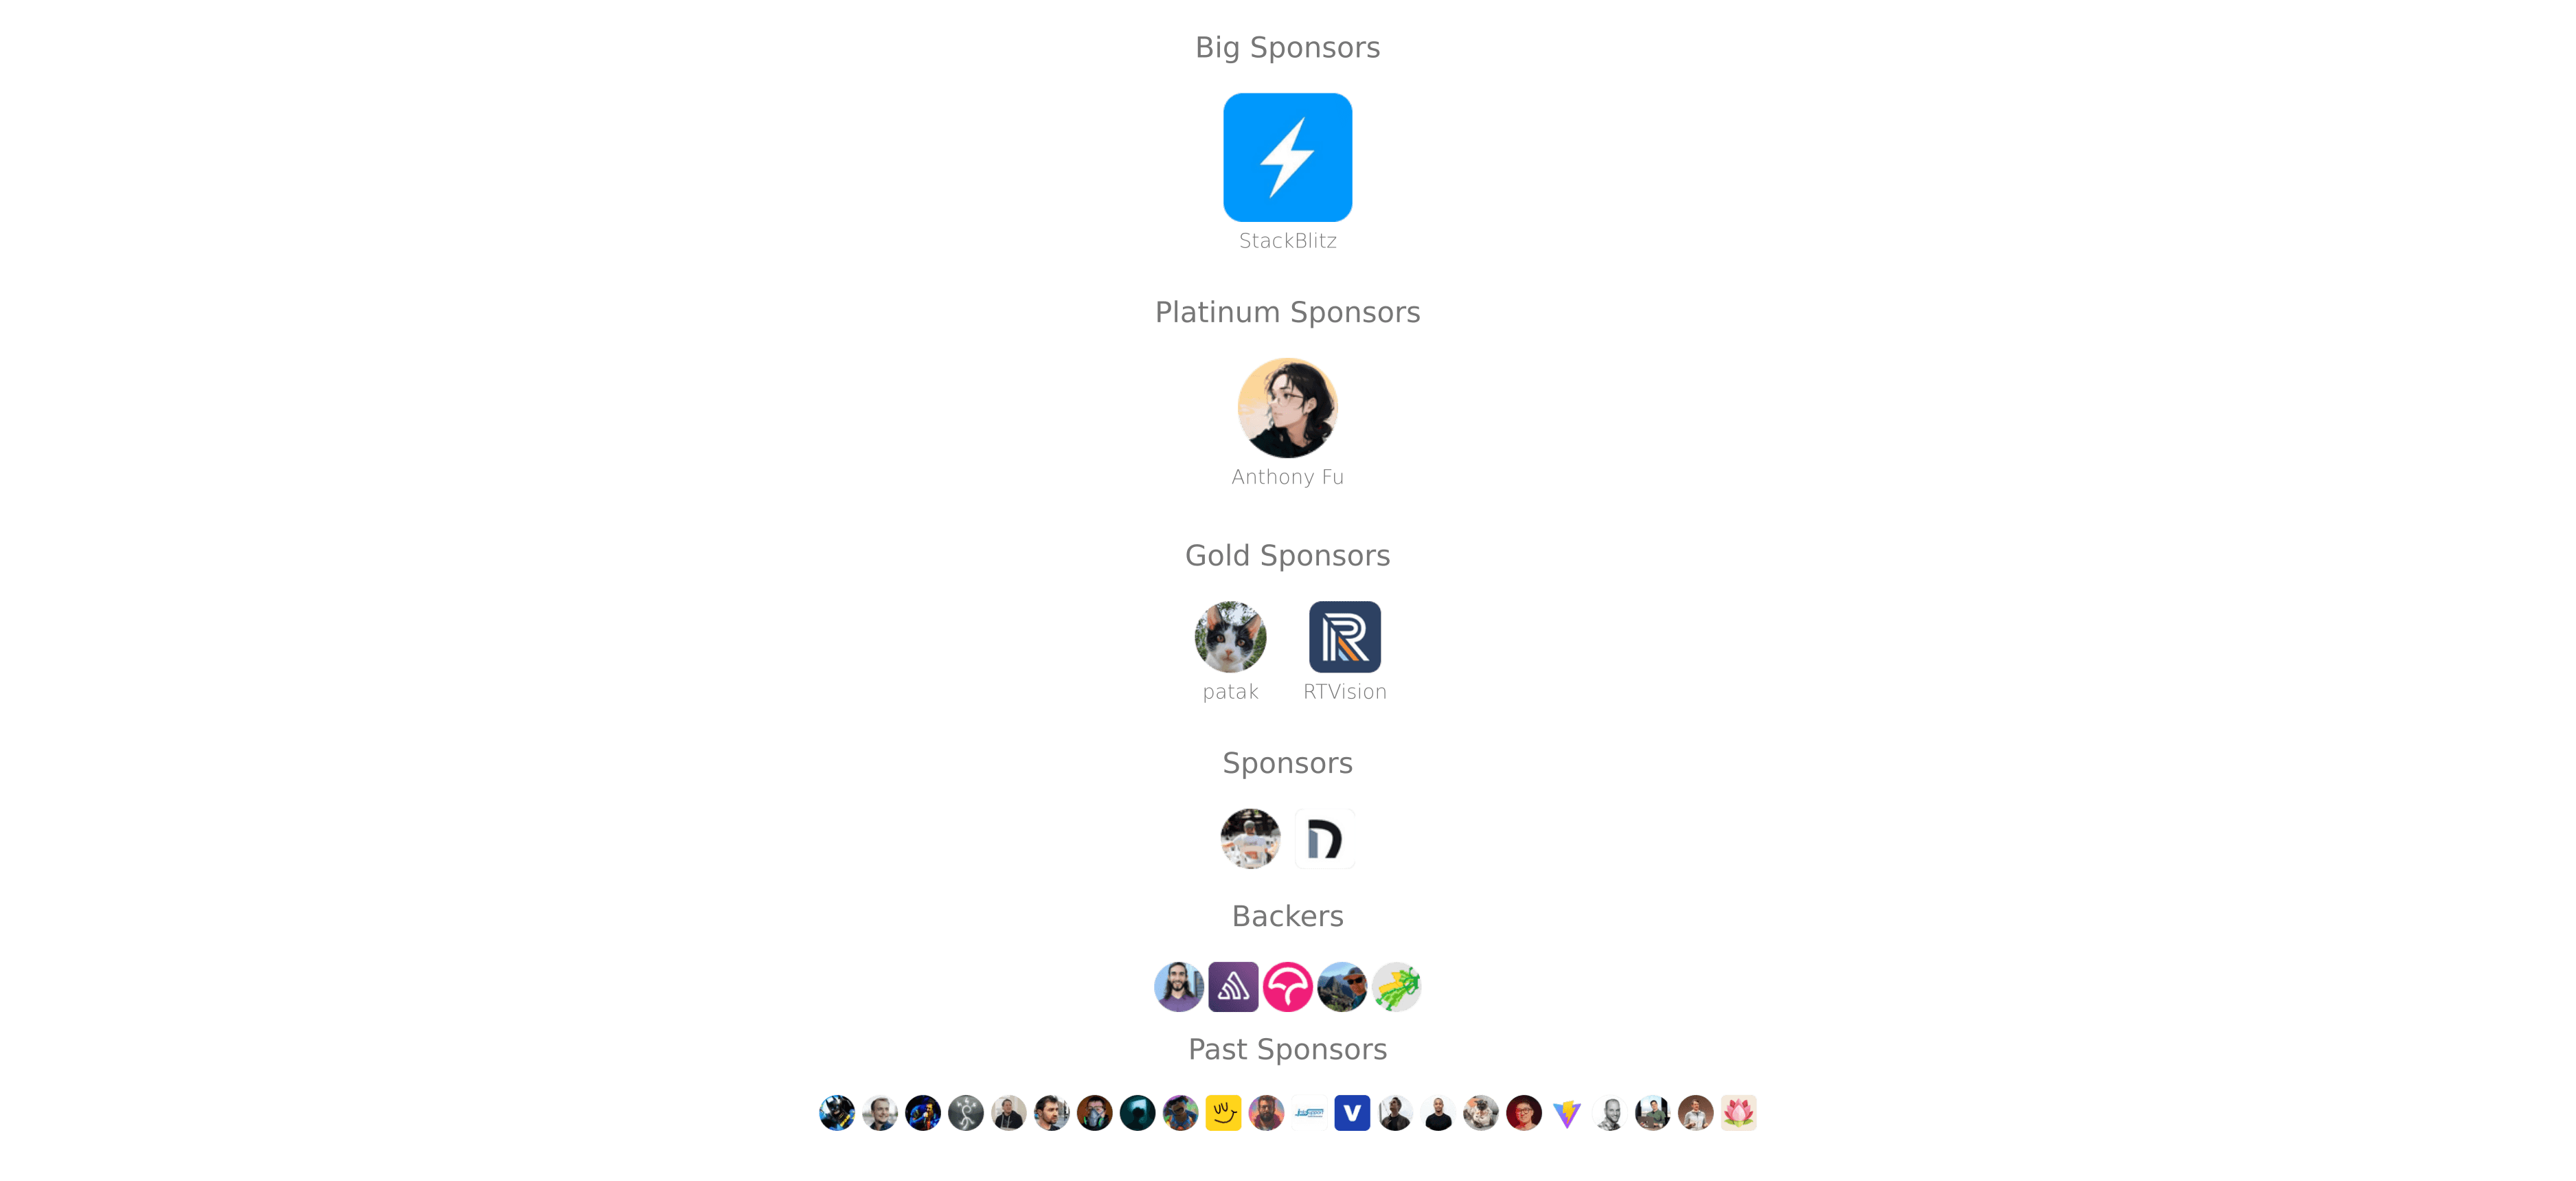 Big Sponsors
StackBlitz
Platinum Sponsors
Anthony Fu
Gold Sponsors
patak RTVision
Sponsors
Backers
Past Sponsors
V